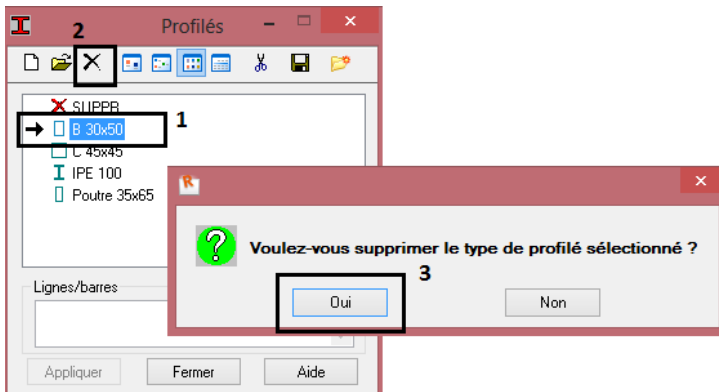 Profilés
2
SUPPR
B 30x50
1
C 45x45
IPE 100
Poutre 35x65
R
Voulez-vous supprimer le type de profilé sélectionné ?
3
Oui
Non
Lignes/barres
Appliquer
Fermer
Aide